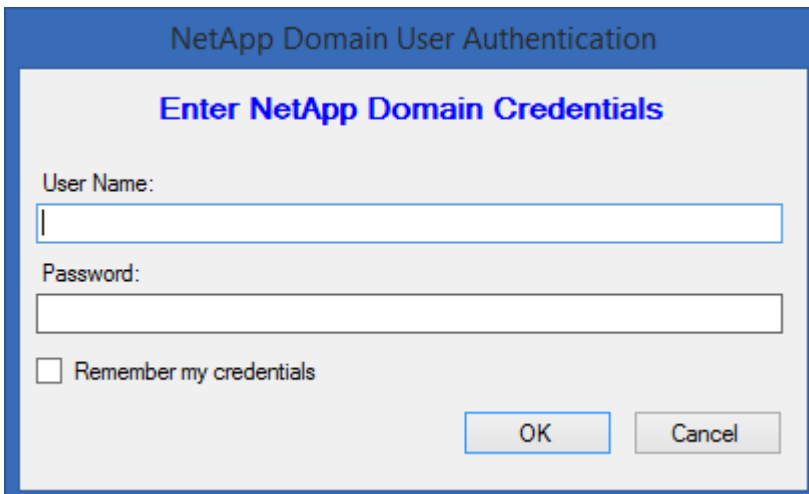 NetApp Domain User Authentication
Enter NetApp Domain Credentials
User Name:
Password:
Remember my credentials
OK Cancel